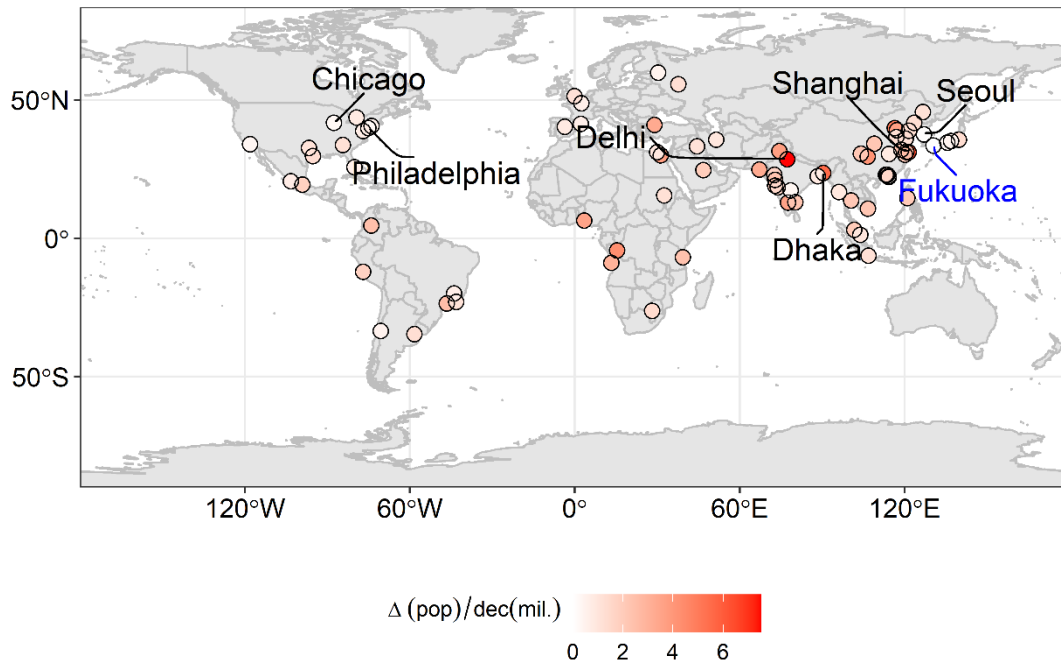 50°N
0°
50°S
Chicago
Philadelphia
Delhi
Shanghai
Seoul
Fukuoka
Dhaka
120°W
60°W
0°
60°E
120°E
Δ (pop)/dec(mil.)
0
2
4
6